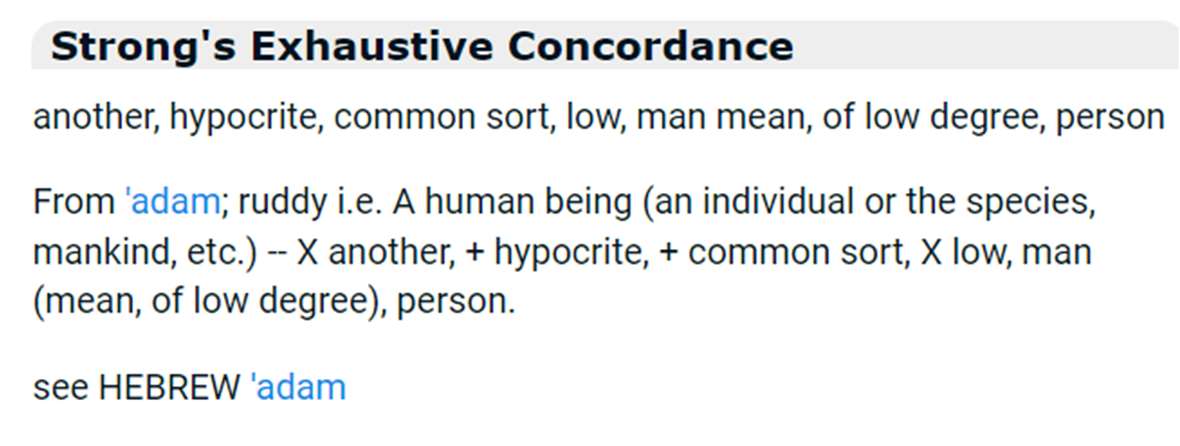 Strong's Exhaustive Concordance
another, hypocrite, common sort, low, man mean, of low degree, person
From 'adam; ruddy i.e. A human being (an individual or the species,
mankind, etc.) -- X another, + hypocrite, + common sort, X low, man
(mean, of low degree), person.
see HEBREW 'adam